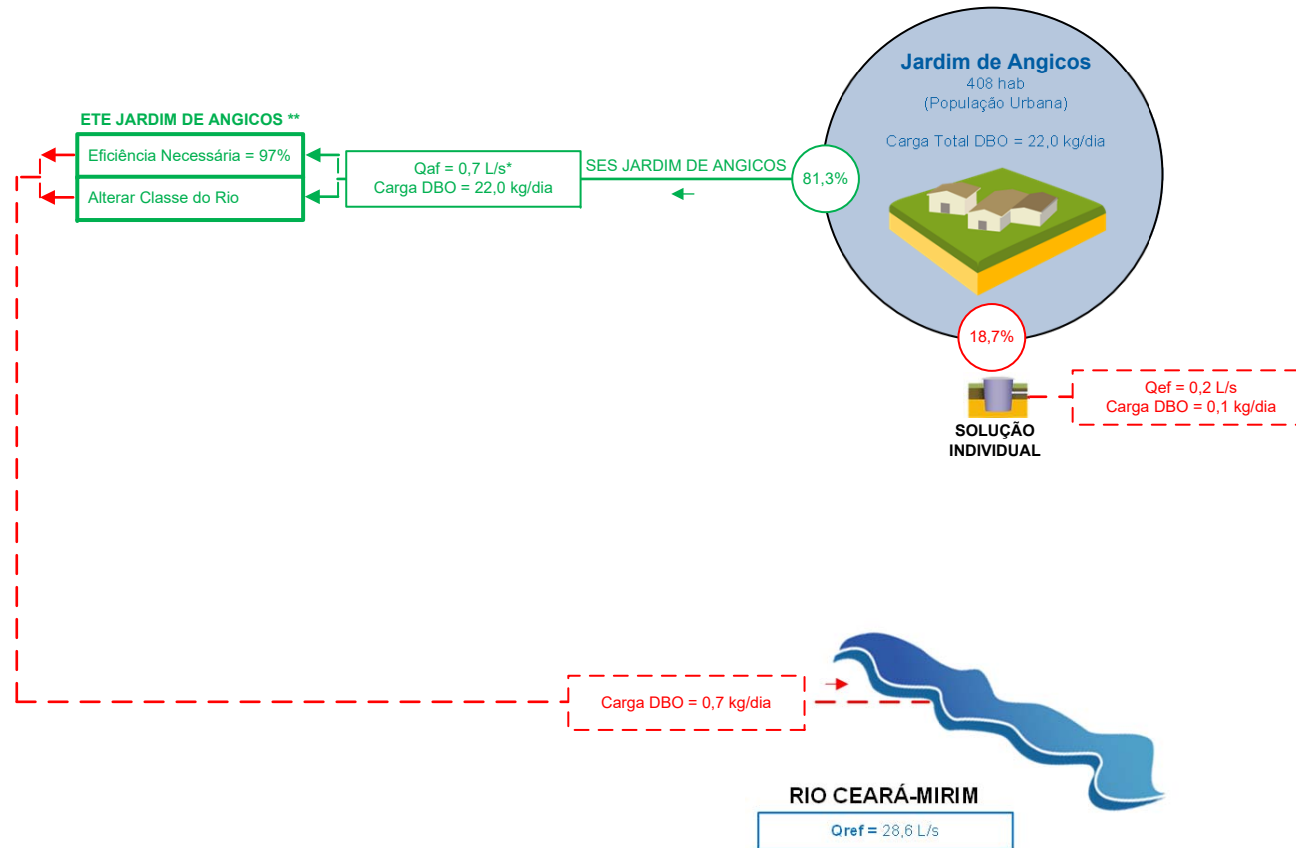 Jardim de Angicos
408 hab
(População Urbana)
Carga Total DBO = 22,0 kg/dia
ETE JARDIM DE ANGICOS **
Eficiência Necessária = 97%
Alterar Classe do Rio
Qaf = 0,7 L/s*
Carga DBO = 22,0 kg/dia
SES JARDIM DE ANGICOS
81,3%
18,7%
SOLUÇÃO
INDIVIDUAL
Qef = 0,2 L/s
Carga DBO = 0,1 kg/dia
Carga DBO = 0,7 kg/dia
RIO CEARÁ-MIRIM
Qref = 28,6 L/s